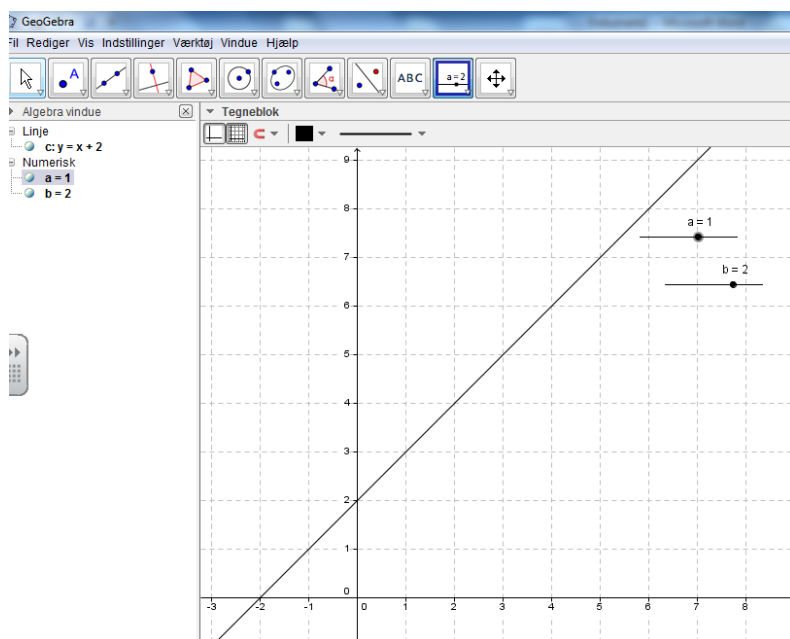 GeoGebra
Fil Rediger Vis Indstillinger Værktøj Vindue Hjælp
A
α
ABC
a = 2
Algebra vindue
Tegneblok
Linje
c: y = x + 2
Numerisk
a = 1
b = 2
9
8
7
6
5
4
3
2
1
0
a = 1
b = 2
-3 -2 -1 0 1 2 3 4 5 6 7 8